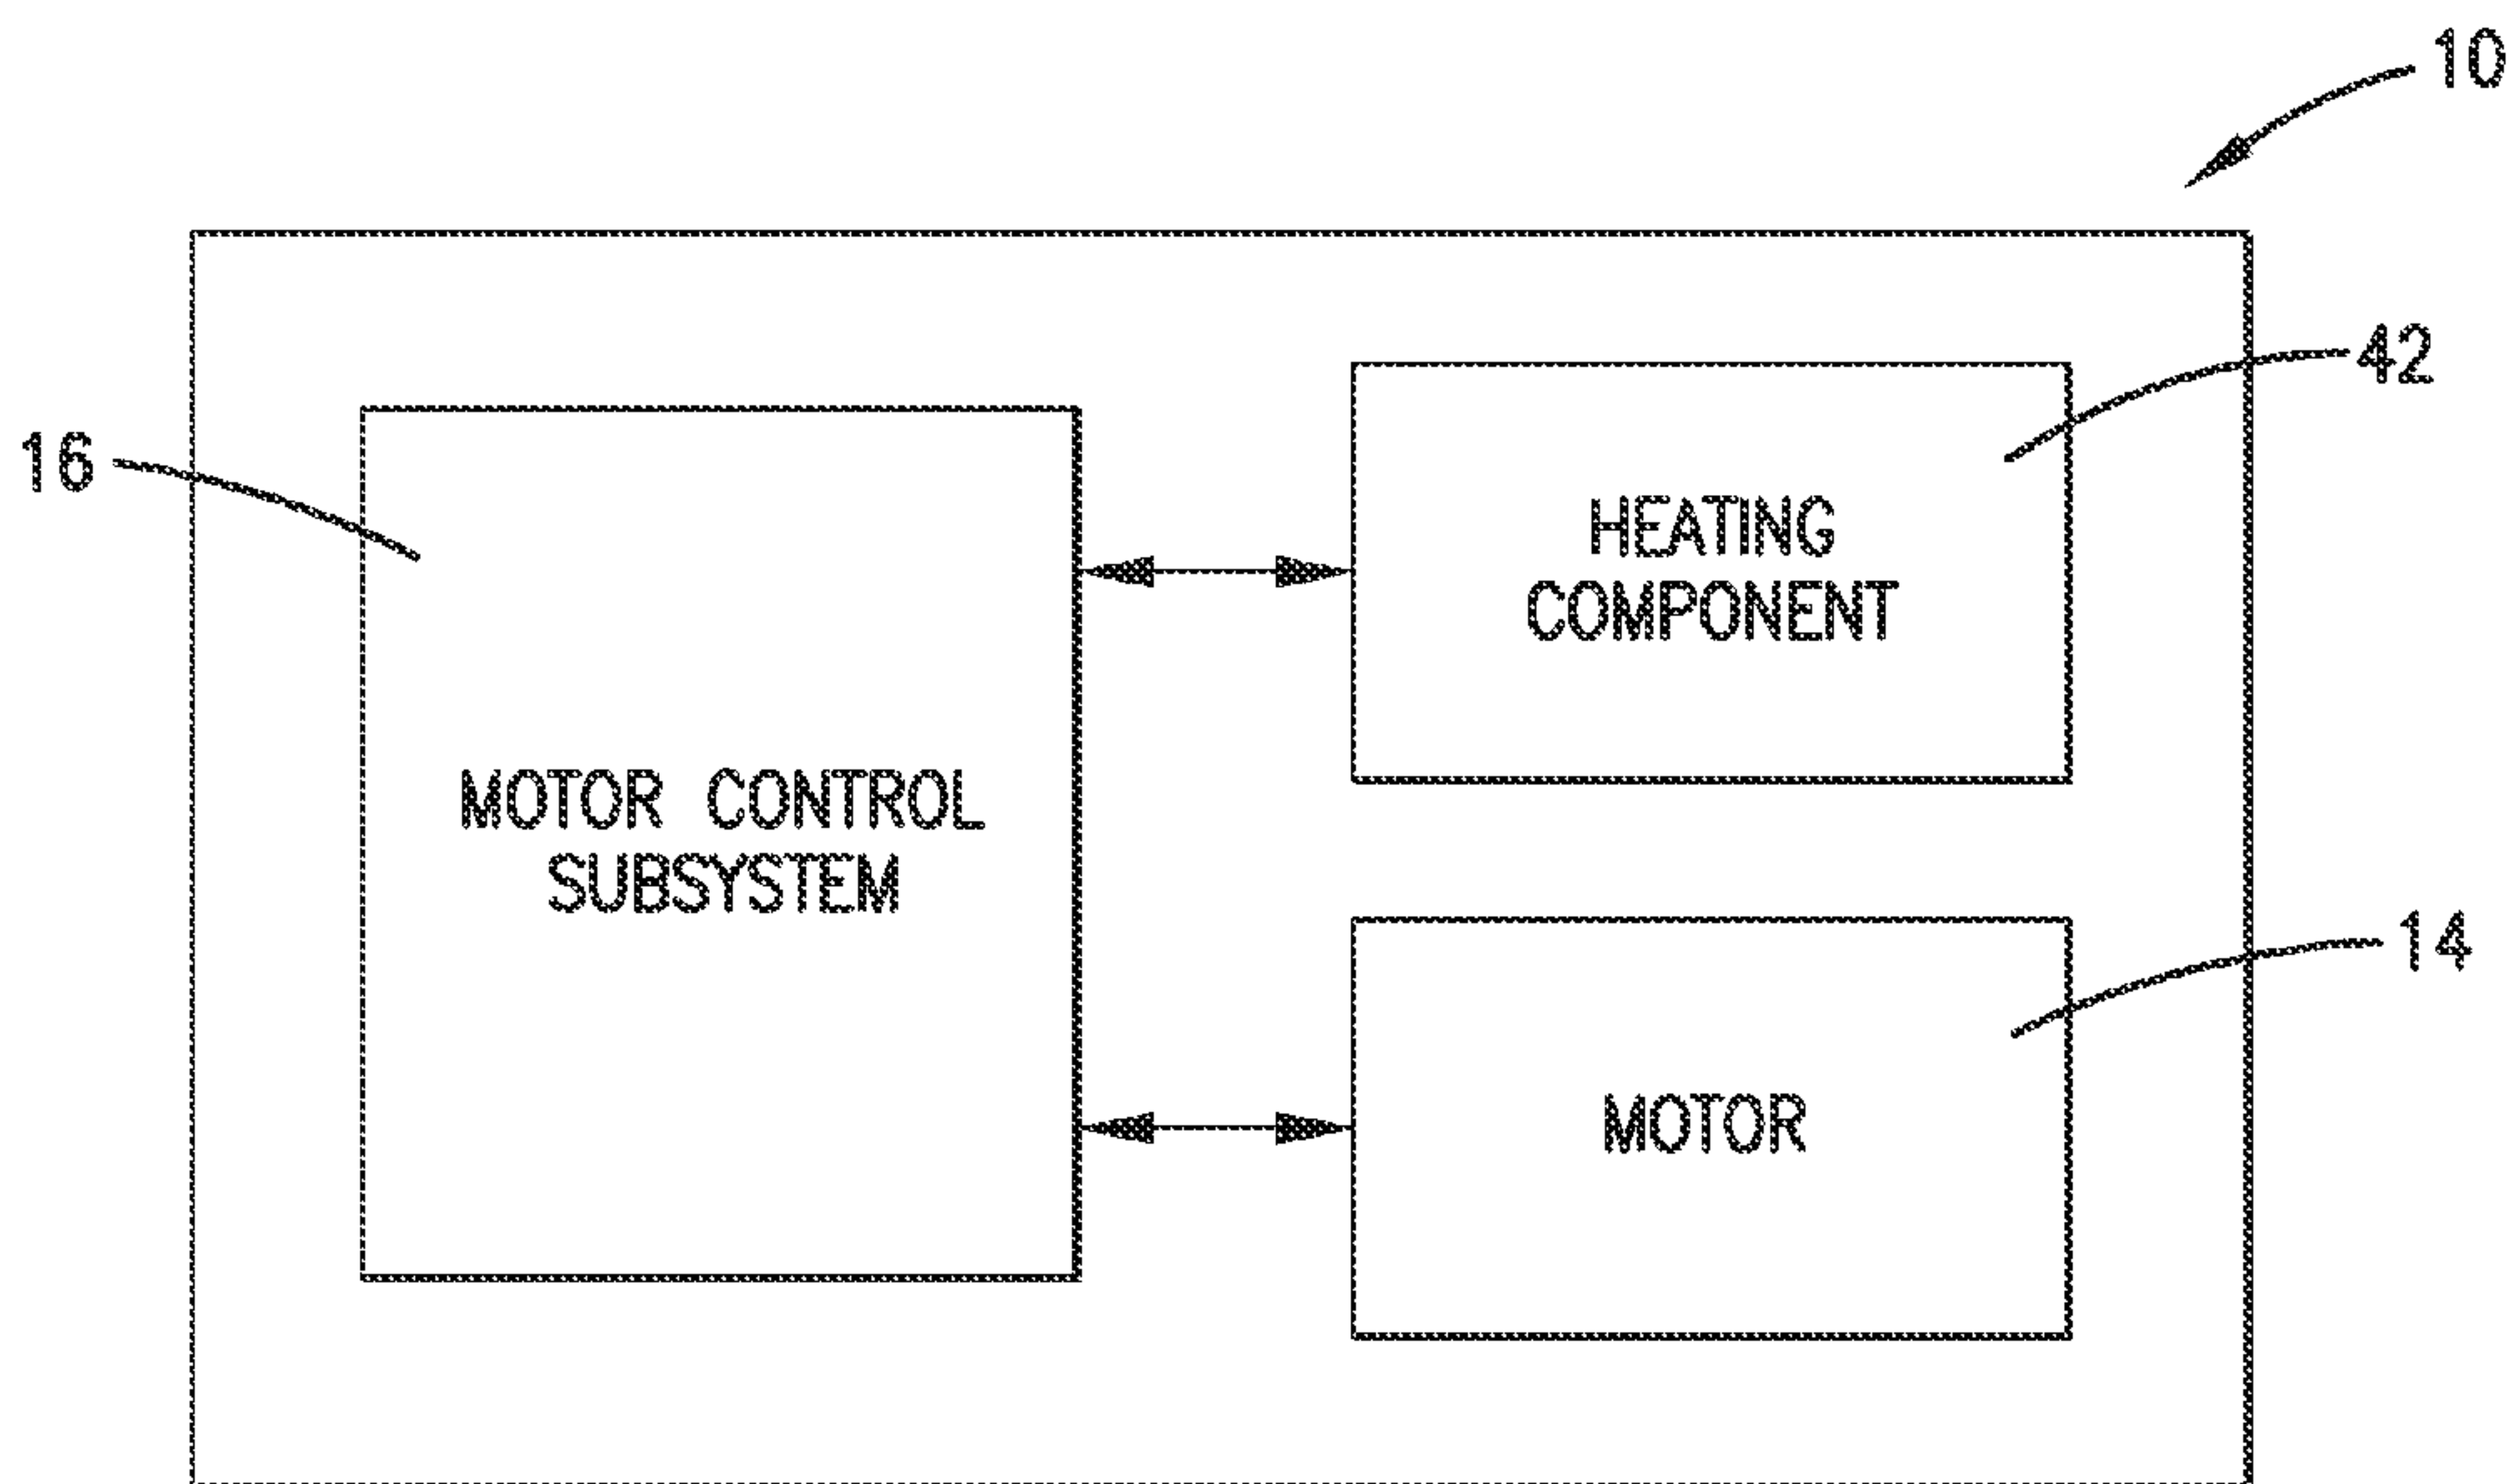 10
42
16
HEATING
COMPONENT
MOTOR CONTROL
SUBSYSTEM
14
MOTOR